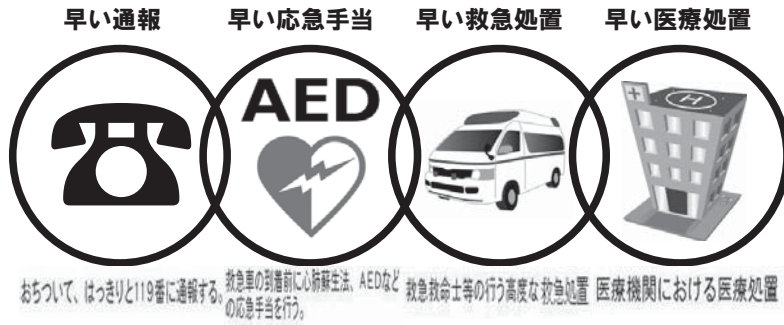 早い通報
早い応急手当
早い救急処置
早い医療処置
AED
H
おちついて、はっきりと119番に通報する。
救急車の到着前に心肺蘇生法、AEDなど
の応急手当を行う。
救急救命士等の行う高度な救急処置
医療機関における医療処置